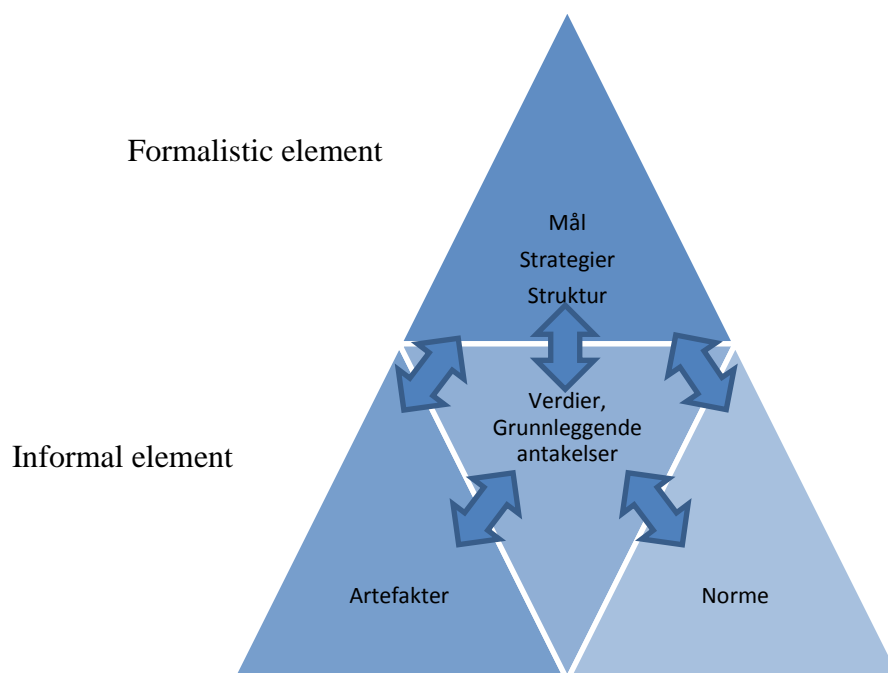 Formalistic element
Mål
Strategier
Struktur
Verdier,
Grunnleggende
antakelser
Informal element
Artefakter
Norme